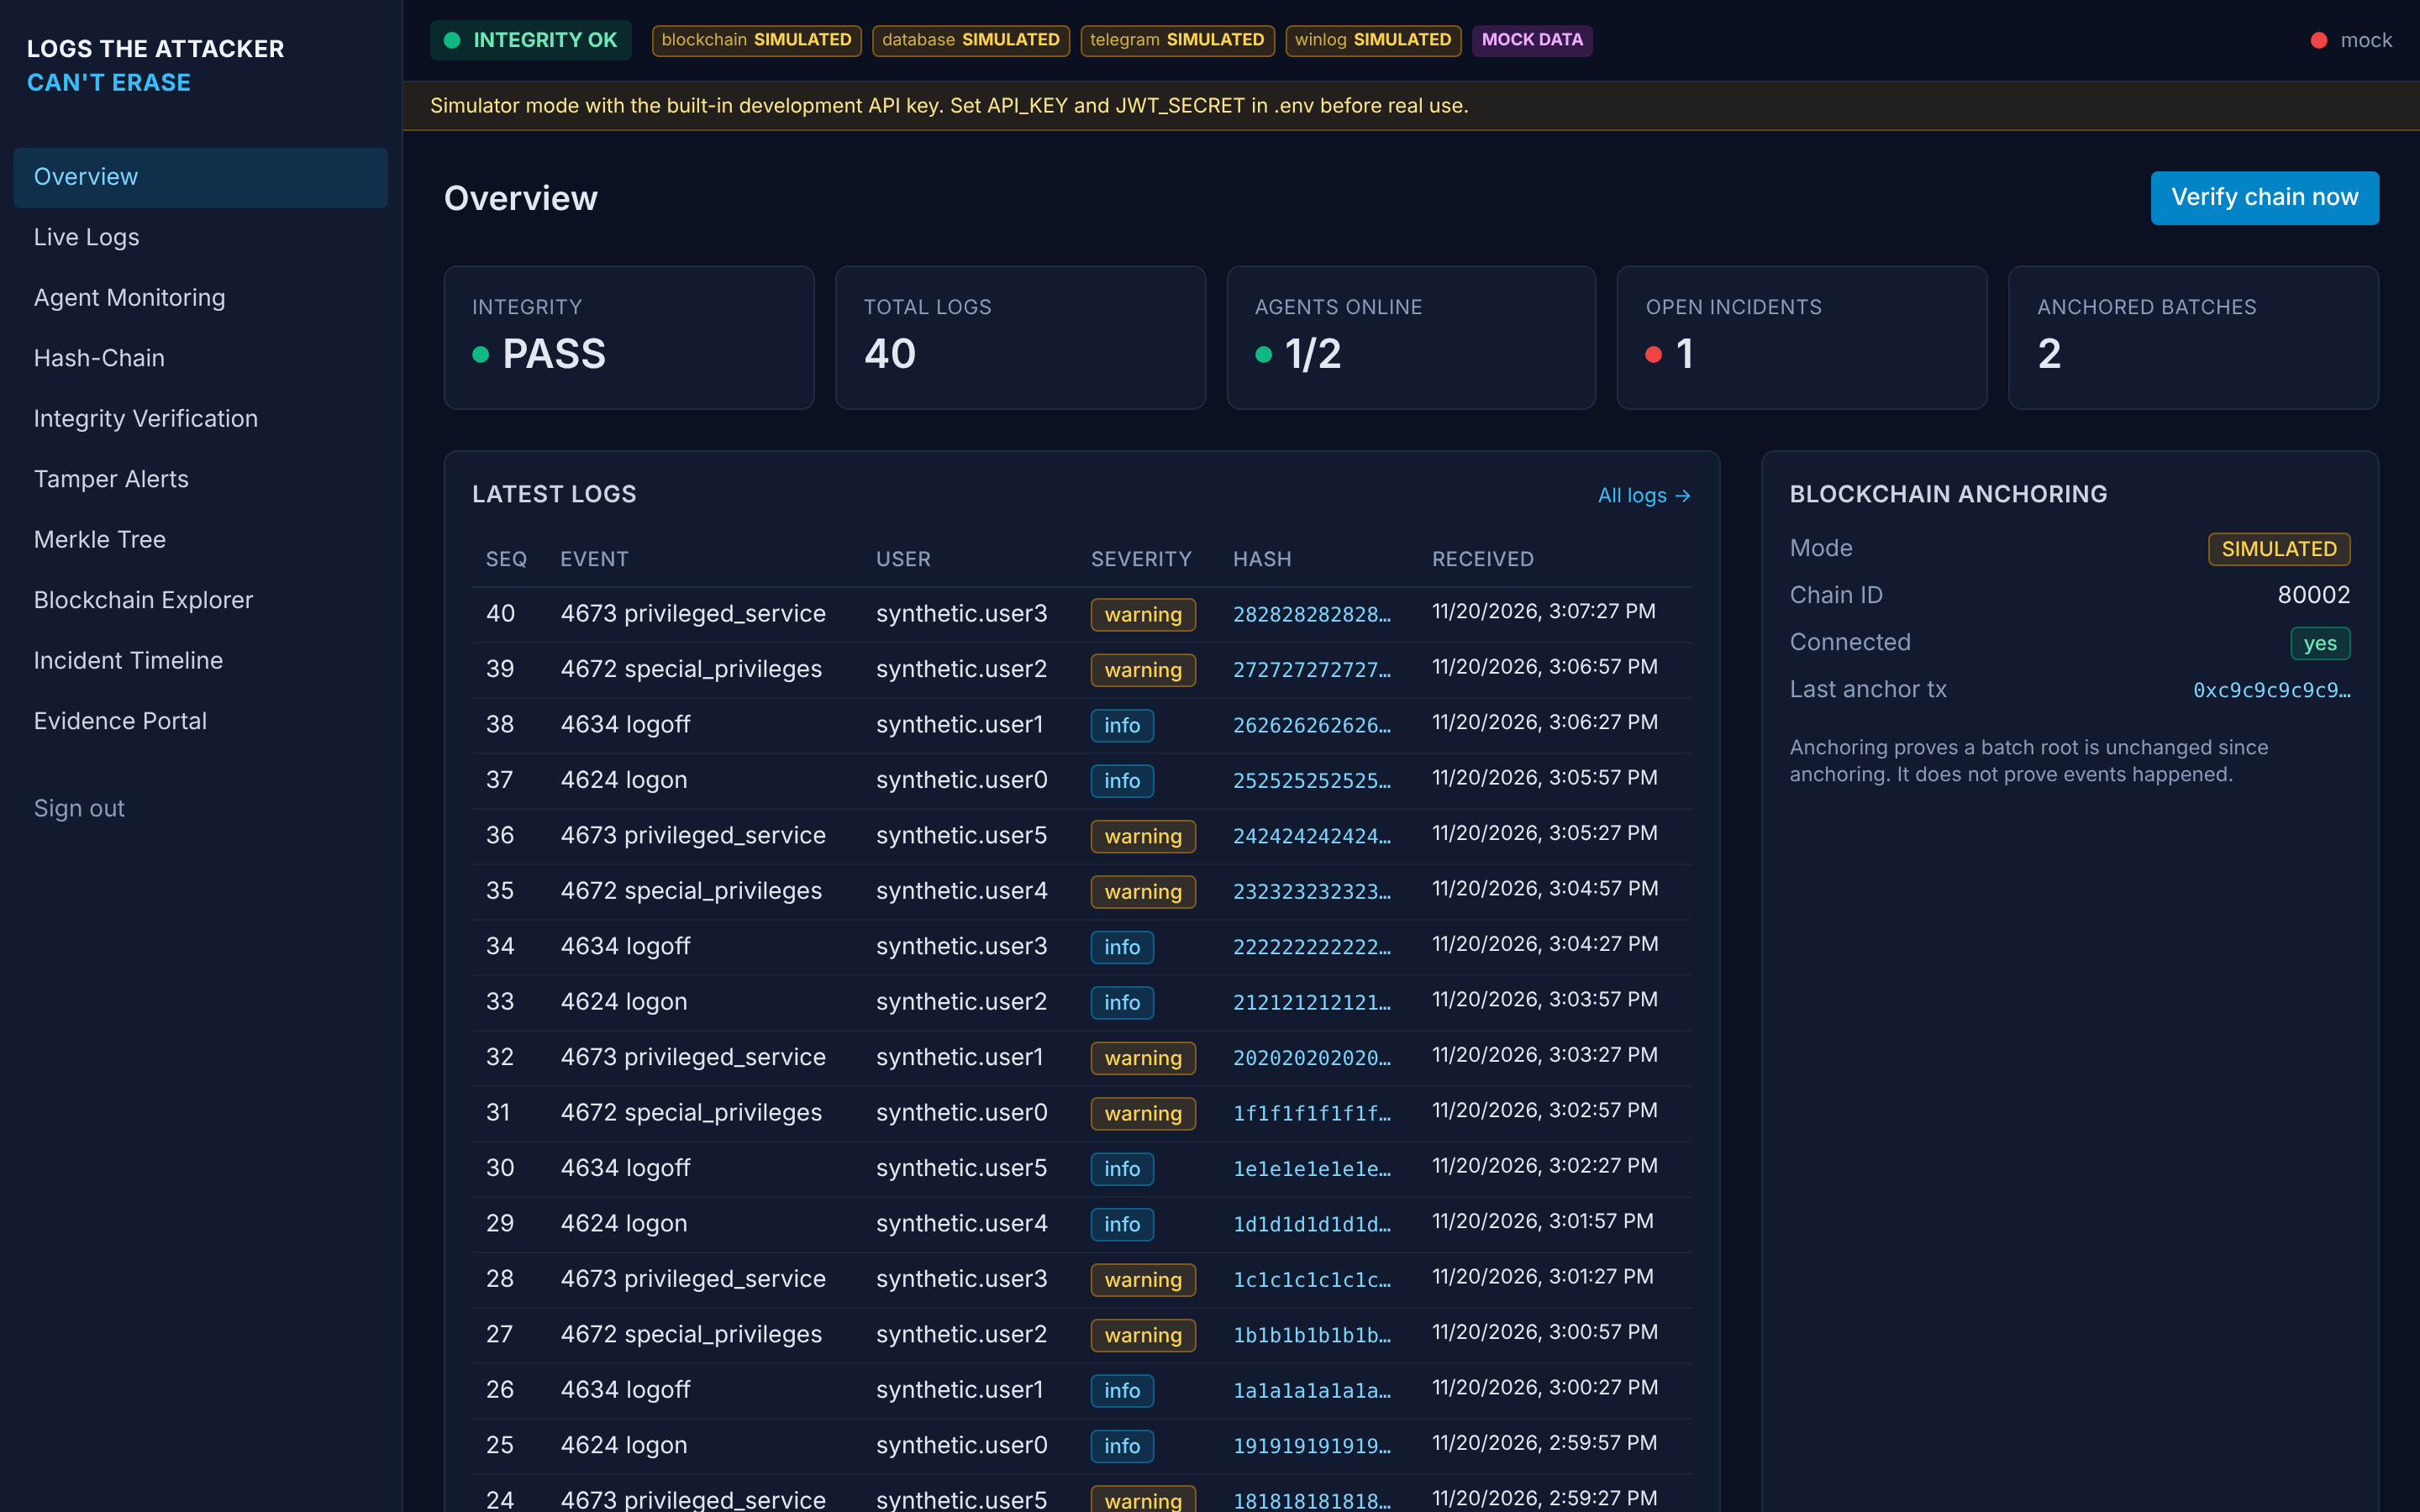 LOGS THE ATTACKER
CAN'T ERASE
Overview
Live Logs
Agent Monitoring
Hash-Chain
Integrity Verification
Tamper Alerts
Merkle Tree
Blockchain Explorer
Incident Timeline
Evidence Portal
Sign out
INTEGRITY OK blockchain SIMULATED database SIMULATED telegram SIMULATED winlog SIMULATED MOCK DATA mock
Simulator mode with the built-in development API key. Set API_KEY and JWT_SECRET in .env before real use.
Overview Verify chain now
INTEGRITY
PASS
TOTAL LOGS
40
AGENTS ONLINE
1/2
OPEN INCIDENTS
1
ANCHORED BATCHES
2
LATEST LOGS All logs →
SEQ EVENT USER SEVERITY HASH RECEIVED
40 4673 privileged_service synthetic.user3 warning 282828282828… 11/20/2026, 3:07:27 PM
39 4672 special_privileges synthetic.user2 warning 272727272727… 11/20/2026, 3:06:57 PM
38 4634 logoff synthetic.user1 info 262626262626… 11/20/2026, 3:06:27 PM
37 4624 logon synthetic.user0 info 252525252525… 11/20/2026, 3:05:57 PM
36 4673 privileged_service synthetic.user5 warning 242424242424… 11/20/2026, 3:05:27 PM
35 4672 special_privileges synthetic.user4 warning 232323232323… 11/20/2026, 3:04:57 PM
34 4634 logoff synthetic.user3 info 222222222222… 11/20/2026, 3:04:27 PM
33 4624 logon synthetic.user2 info 212121212121… 11/20/2026, 3:03:57 PM
32 4673 privileged_service synthetic.user1 warning 202020202020… 11/20/2026, 3:03:27 PM
31 4672 special_privileges synthetic.user0 warning 1f1f1f1f1f1f… 11/20/2026, 3:02:57 PM
30 4634 logoff synthetic.user5 info 1e1e1e1e1e1e… 11/20/2026, 3:02:27 PM
29 4624 logon synthetic.user4 info 1d1d1d1d1d1d… 11/20/2026, 3:01:57 PM
28 4673 privileged_service synthetic.user3 warning 1c1c1c1c1c1c… 11/20/2026, 3:01:27 PM
27 4672 special_privileges synthetic.user2 warning 1b1b1b1b1b1b… 11/20/2026, 3:00:57 PM
26 4634 logoff synthetic.user1 info 1a1a1a1a1a1a… 11/20/2026, 3:00:27 PM
25 4624 logon synthetic.user0 info 191919191919… 11/20/2026, 2:59:57 PM
24 4673 privileged_service synthetic.user5 warning 181818181818… 11/20/2026, 2:59:27 PM
BLOCKCHAIN ANCHORING
Mode SIMULATED
Chain ID 80002
Connected yes
Last anchor tx 0xc9c9c9c9c9…
Anchoring proves a batch root is unchanged since
anchoring. It does not prove events happened.